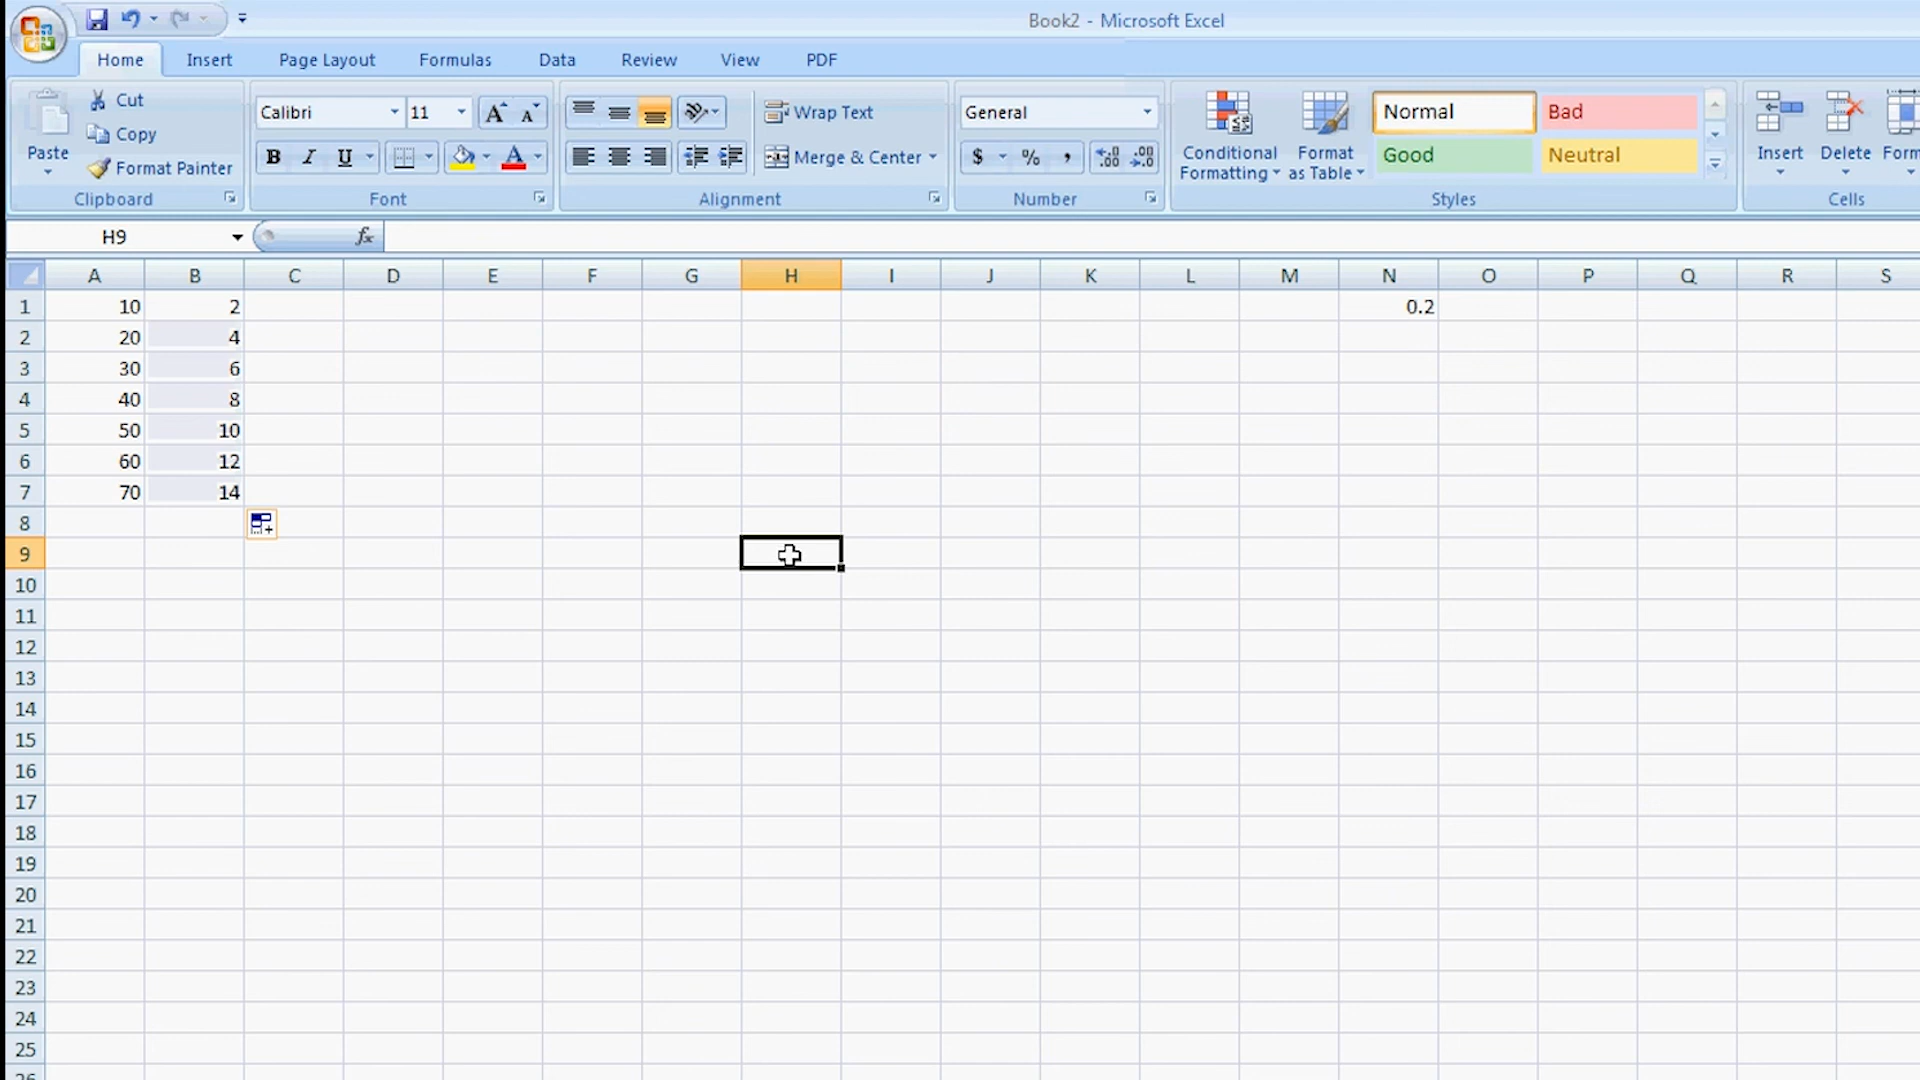 Book2 - Microsoft Excel
Home Insert Page Layout Formulas Data Review View PDF
Paste
Cut
Copy
Format Painter
Clipboard
Calibri 11 A A
B I U A
Font
Wrap Text
Merge & Center
Alignment
General
$ % , .00 .00
Number
Conditional Formatting
Format as Table
Normal Bad
Good Neutral
Styles
Insert Delete Form
Cells
H9 fx
A B C D E F G H I J K L M N O P Q R S
1 10 2 0.2
2 20 4
3 30 6
4 40 8
5 50 10
6 60 12
7 70 14
8
9
10
11
12
13
14
15
16
17
18
19
20
21
22
23
24
25
26